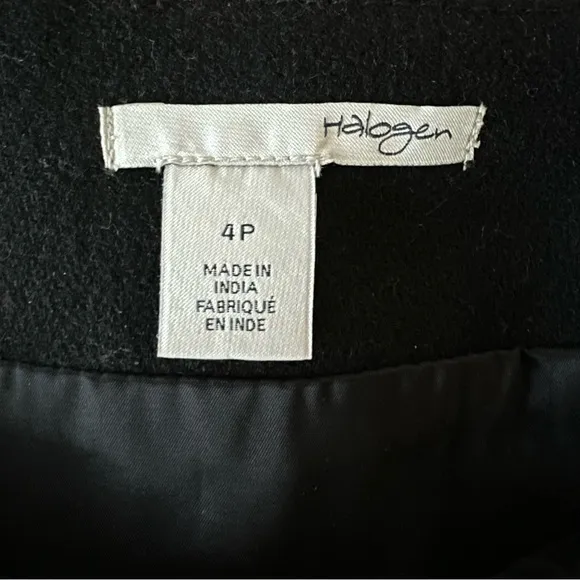 Halogen
4P
MADE IN
INDIA
FABRIQUÉ
EN INDE